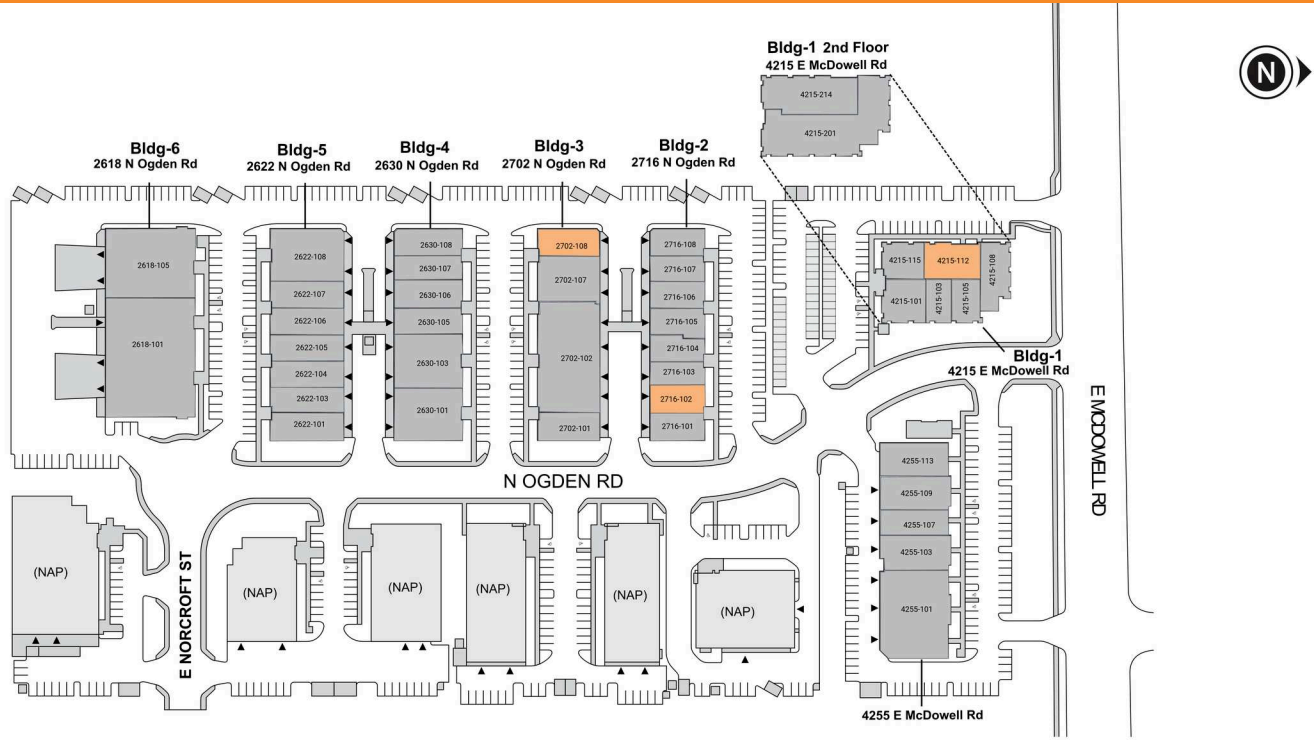 Bldg-1 2nd Floor
4215 E McDowell Rd
N
4215-214
4215-201
Bldg-6
2618 N Ogden Rd
Bldg-5
2622 N Ogden Rd
Bldg-4
2630 N Ogden Rd
Bldg-3
2702 N Ogden Rd
Bldg-2
2716 N Ogden Rd
2618-105
2618-101
2622-108
2622-107
2622-106
2622-105
2622-104
2622-103
2622-101
2630-108
2630-107
2630-106
2630-105
2630-103
2630-101
2702-108
2702-107
2702-102
2702-101
2716-108
2716-107
2716-106
2716-105
2716-104
2716-103
2716-102
2716-101
4215-115
4215-112
4215-108
4215-101
4215-103
4215-105
Bldg-1
4215 E McDowell Rd
E MCDOWELL RD
N OGDEN RD
4255-113
4255-109
4255-107
4255-103
4255-101
4255 E McDowell Rd
E NORCROFT ST
(NAP)
(NAP)
(NAP)
(NAP)
(NAP)
(NAP)